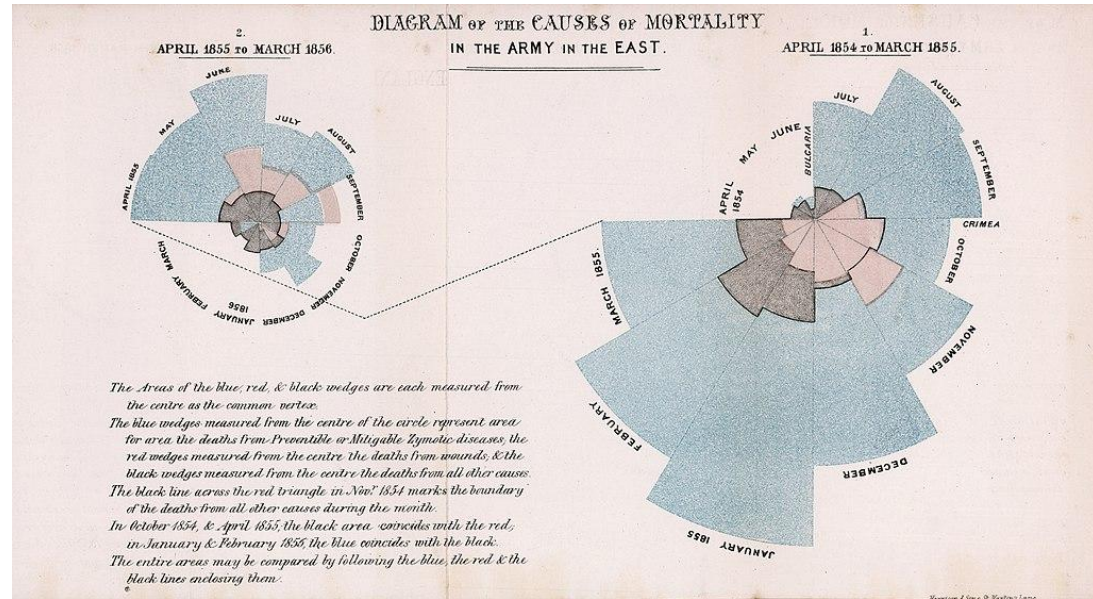 DIAGRAM OF THE CAUSES OF MORTALITY
IN THE ARMY IN THE EAST.
2.
APRIL 1855 TO MARCH 1856.
1.
APRIL 1854 TO MARCH 1855.
APRIL 1855
MAY
JUNE
JULY
AUGUST
SEPTEMBER
OCTOBER
NOVEMBER
DECEMBER
JANUARY
1856
FEBRUARY
MARCH
APRIL
1854
MAY
JUNE
BULGARIA
JULY
AUGUST
SEPTEMBER
CRIMEA
OCTOBER
NOVEMBER
DECEMBER
JANUARY 1855
FEBRUARY
MARCH 1855.
The Areas of the blue, red, & black wedges are each measured from
the centre as the common vertex.
The blue wedges measured from the centre of the circle represent area
for area the deaths from Preventible or Mitigable Zymotic diseases; the
red wedges measured from the centre the deaths from wounds; & the
black wedges measured from the centre the deaths from all other causes.
The black line across the red triangle in Nov.r 1854 marks the boundary
of the deaths from all other causes during the month.
In October 1854, & April 1855, the black area coincides with the red;
in January & February 1856, the blue coincides with the black.
The entire areas may be compared by following the blue, the red & the
black lines enclosing them.
Harrison & Sons